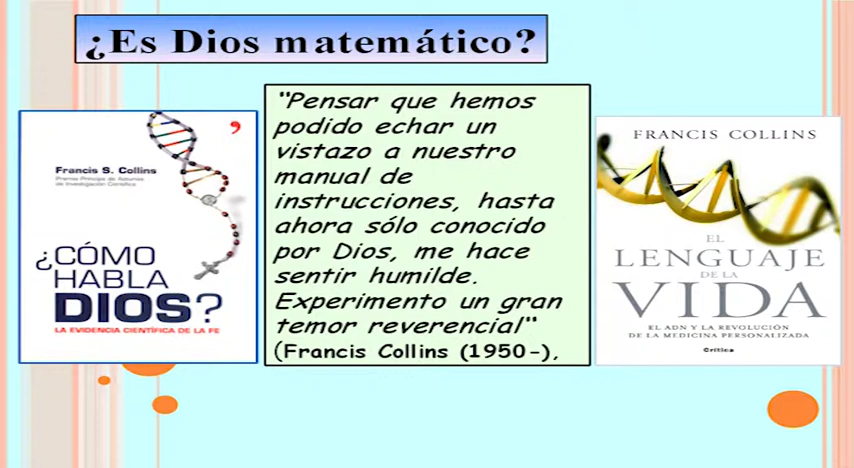 ¿Es Dios matemático?
Francis S. Collins
Premio Príncipe de Asturias
de Investigación Científica
¿CÓMO
HABLA
DIOS?
LA EVIDENCIA CIENTÍFICA DE LA FE
"Pensar que hemos
podido echar un
vistazo a nuestro
manual de
instrucciones, hasta
ahora sólo conocido
por Dios, me hace
sentir humilde.
Experimento un gran
temor reverencial"
(Francis Collins (1950-),
FRANCIS COLLINS
EL
LENGUAJE
DE LA
VIDA
EL ADN Y LA REVOLUCIÓN
DE LA MEDICINA PERSONALIZADA
Crítica